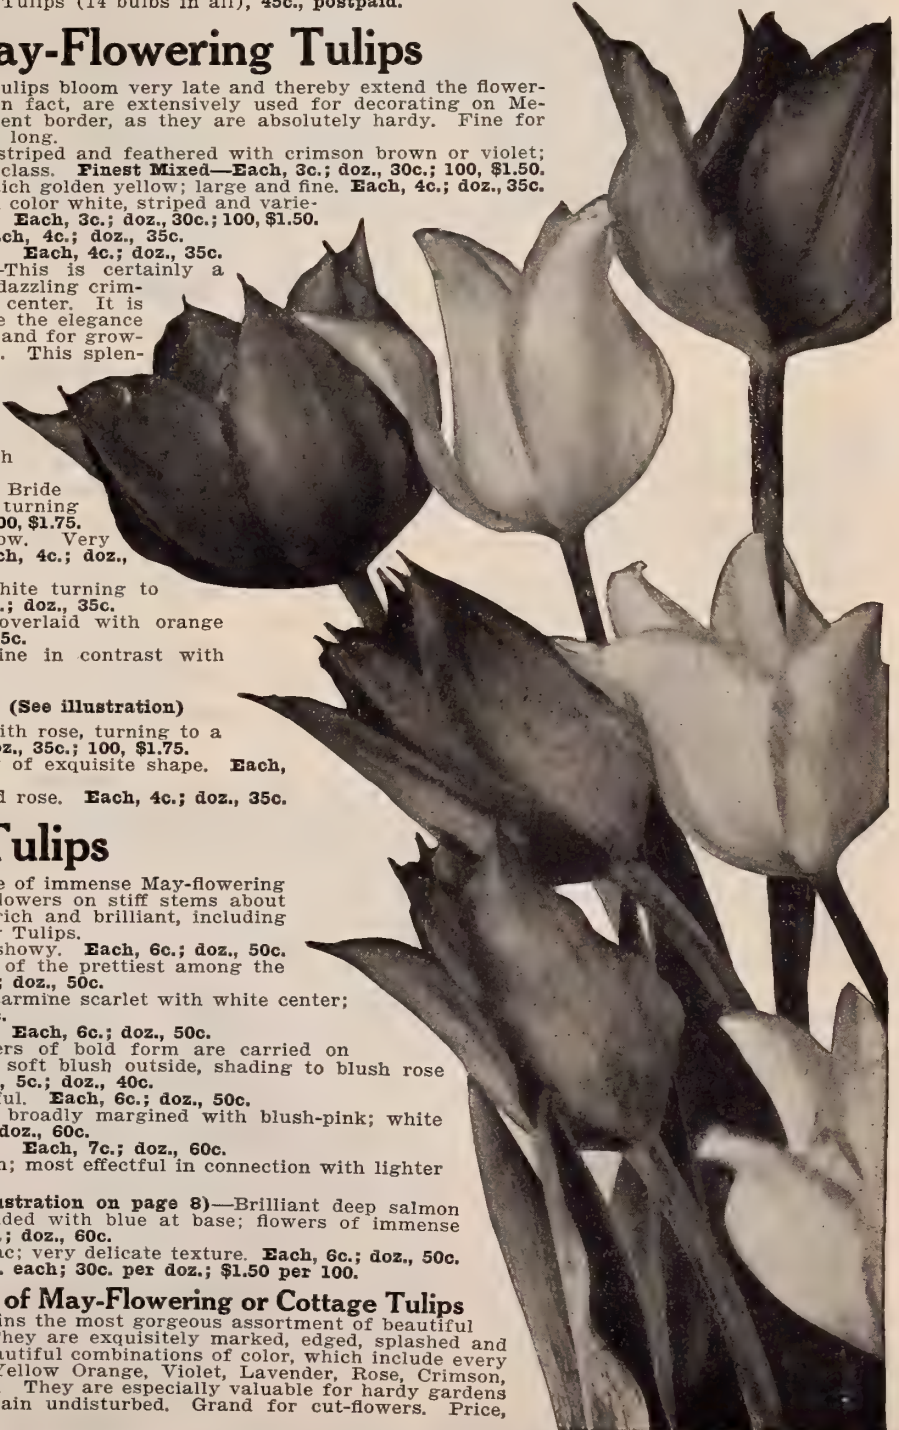 Tulips (14 bulbs in all), 45c., postpaid.
ay-Flowering Tulips
ulips bloom very late and thereby extend the flower-
n fact, are extensively used for decorating on Me-
ent border, as they are absolutely hardy. Fine for
long.
striped and feathered with crimson brown or violet;
class. Finest Mixed—Each, 3c.; doz., 30c.; 100, $1.50.
ich golden yellow; large and fine. Each, 4c.; doz., 35c.
color white, striped and varie-
Each, 3c.; doz., 30c.; 100, $1.50.
ch, 4c.; doz., 35c.
Each, 4c.; doz., 35c.
—This is certainly a
dazzling crim-
center. It is
e the elegance
and for grow-
. This splen-
h
Bride
turning
00, $1.75.
ow. Very
ch, 4c.; doz.,
hite turning to
.; doz., 35c.
overlaid with orange
5c.
ine in contrast with
(See illustration)
ith rose, turning to a
oz., 35c.; 100, $1.75.
of exquisite shape. Each,
d rose. Each, 4c.; doz., 35c.
Tulips
e of immense May-flowering
lowers on stiff stems about
rich and brilliant, including
r Tulips.
showy. Each, 6c.; doz., 50c.
of the prettiest among the
; doz., 50c.
armine scarlet with white center;
c.
Each, 6c.; doz., 50c.
ers of bold form are carried on
soft blush outside, shading to blush rose
, 5c.; doz., 40c.
ful. Each, 6c.; doz., 50c.
broadly margined with blush-pink; white
doz., 60c.
Each, 7c.; doz., 60c.
n; most effectful in connection with lighter
ustration on page 8)—Brilliant deep salmon
ded with blue at base; flowers of immense
.; doz., 60c.
ac; very delicate texture. Each, 6c.; doz., 50c.
. each; 30c. per doz.; $1.50 per 100.
of May-Flowering or Cottage Tulips
ins the most gorgeous assortment of beautiful
They are exquisitely marked, edged, splashed and
autiful combinations of color, which include every
Yellow Orange, Violet, Lavender, Rose, Crimson,
. They are especially valuable for hardy gardens
ain undisturbed. Grand for cut-flowers. Price,